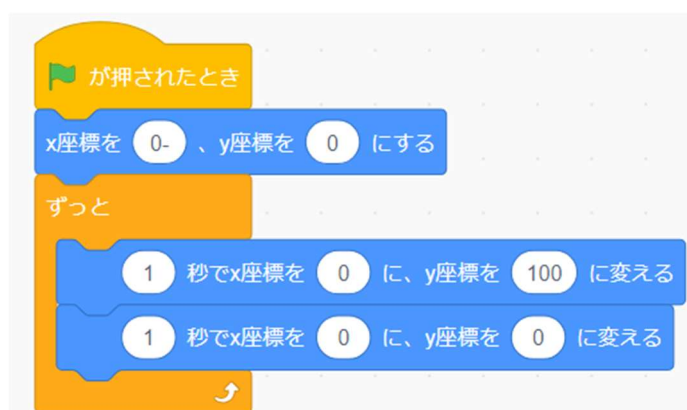 が押されたとき
x座標を 0- 、y座標を 0 にする
ずっと
1 秒でx座標を 0 に、y座標を 100 に変える
1 秒でx座標を 0 に、y座標を 0 に変える